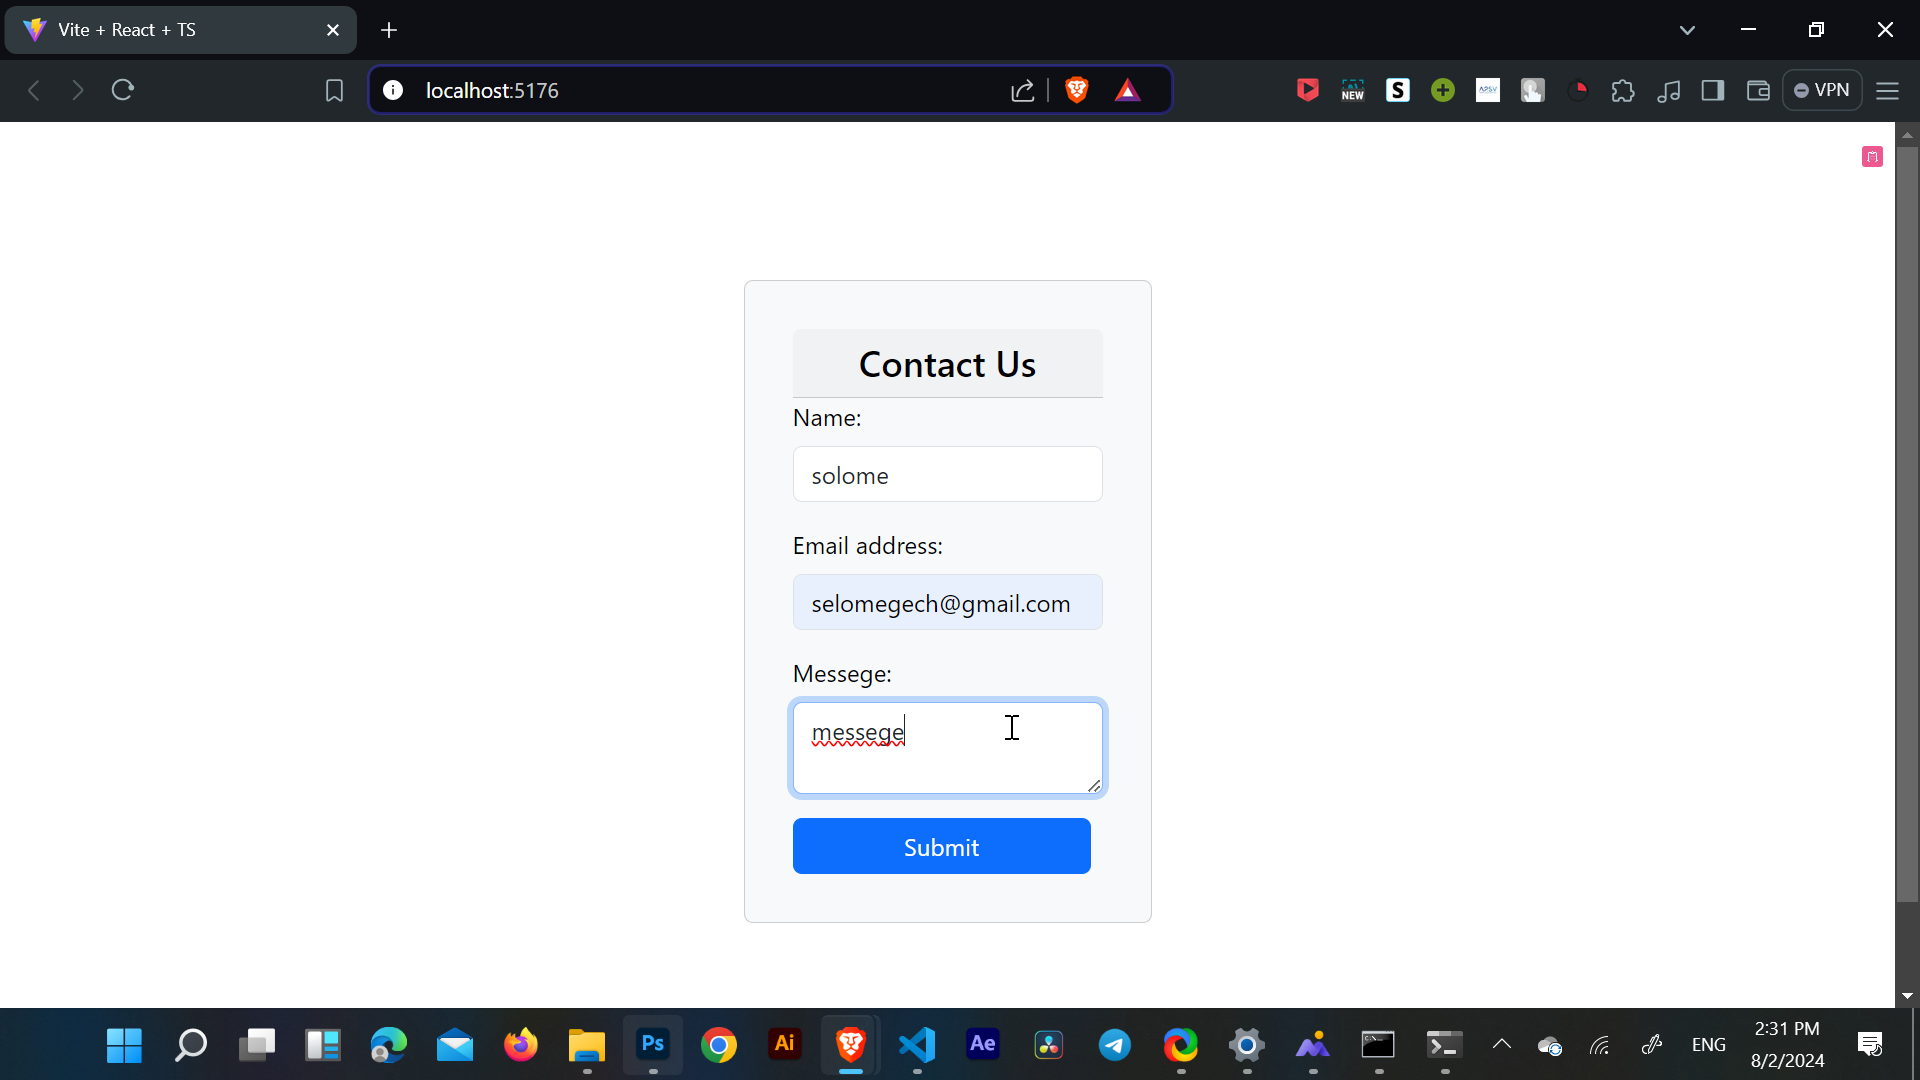 Vite + React + TS
localhost:5176
NEW
S
VPN
Contact Us
Name:
solome
Email address:
selomegech@gmail.com
Messege:
messege
Submit
Ps
Ai
Ae
ENG
2:31 PM
8/2/2024